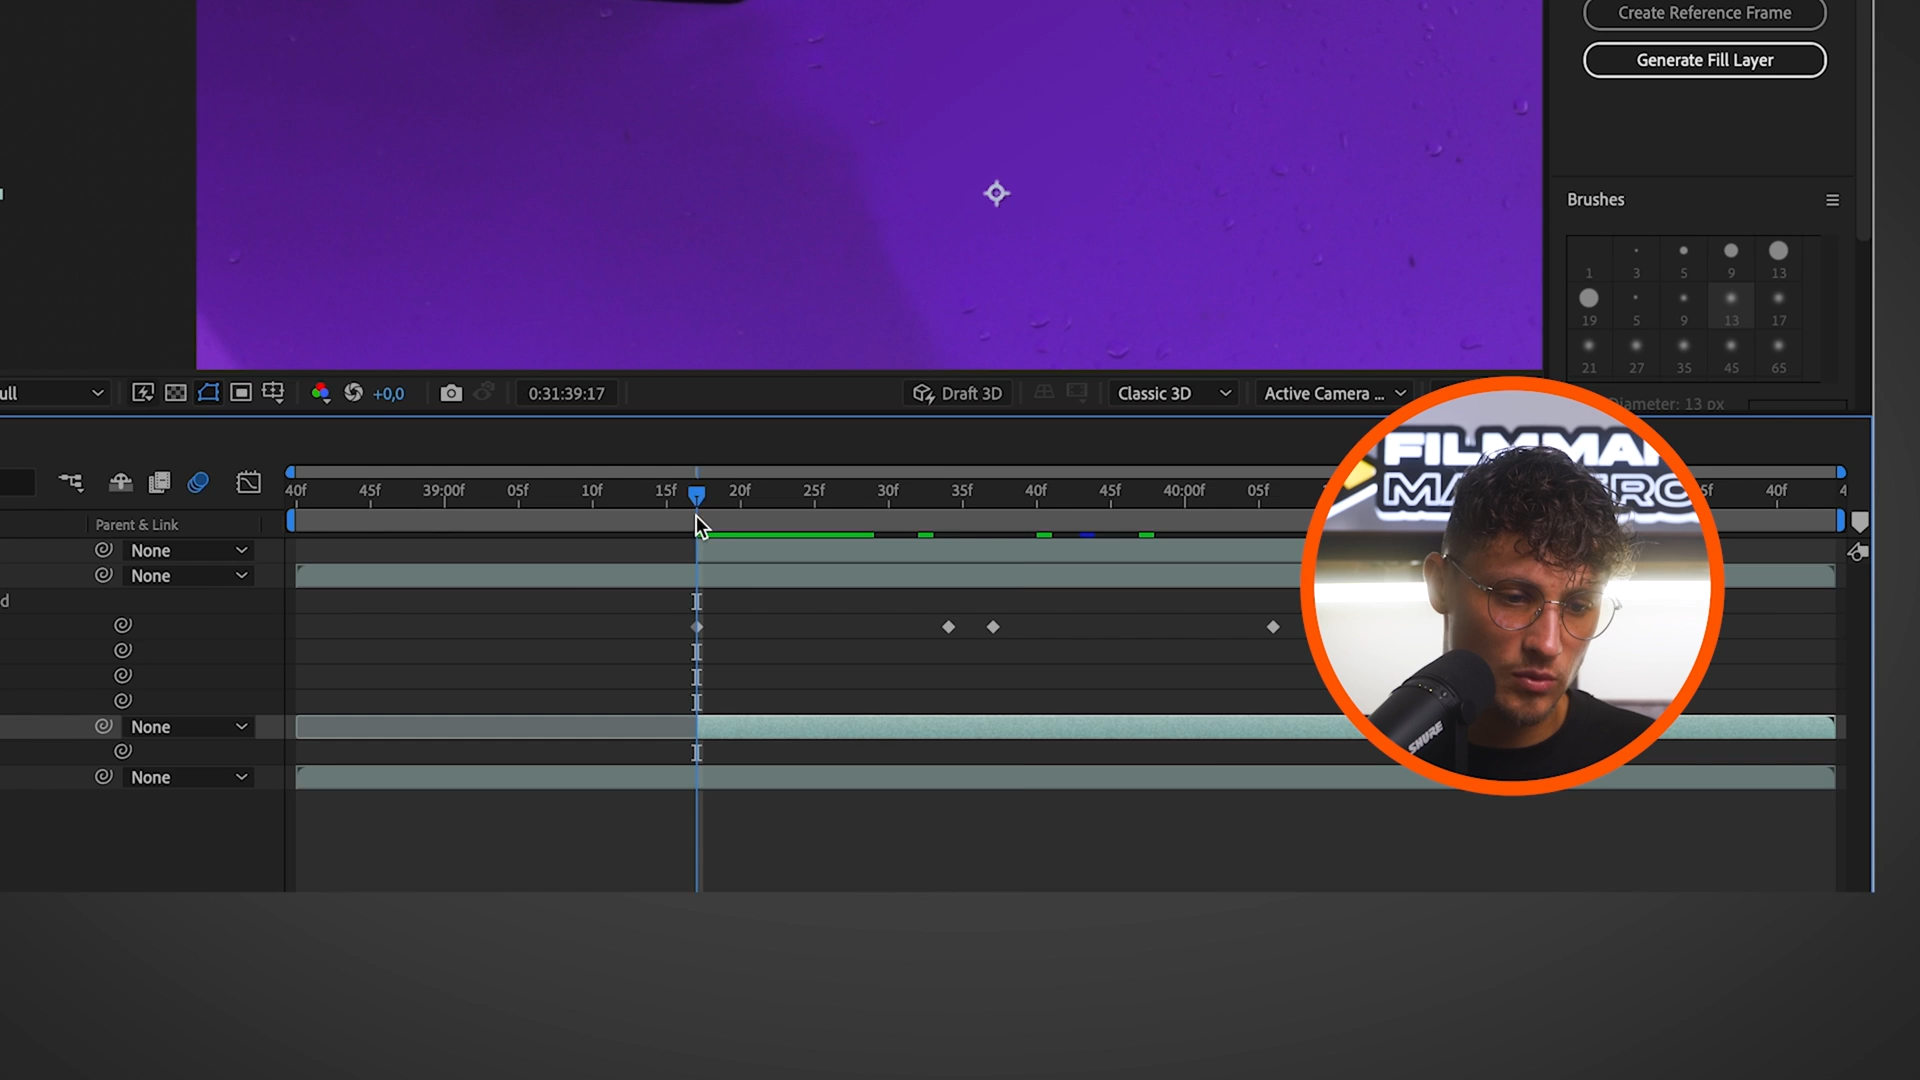 Create Reference Frame
Generate Fill Layer
Brushes
1 3 5 9 13
19 5 9 13 17
21 27 35 45 65
Diameter: 13 px
ull
+0,0
0:31:39:17
Draft 3D
Classic 3D
Active Camera ...
40f 45f 39:00f 05f 10f 15f 20f 25f 30f 35f 40f 45f 40:00f 05f 5f 40f 4
Parent & Link
None
None
d
None
None
FILMMA
SHURE